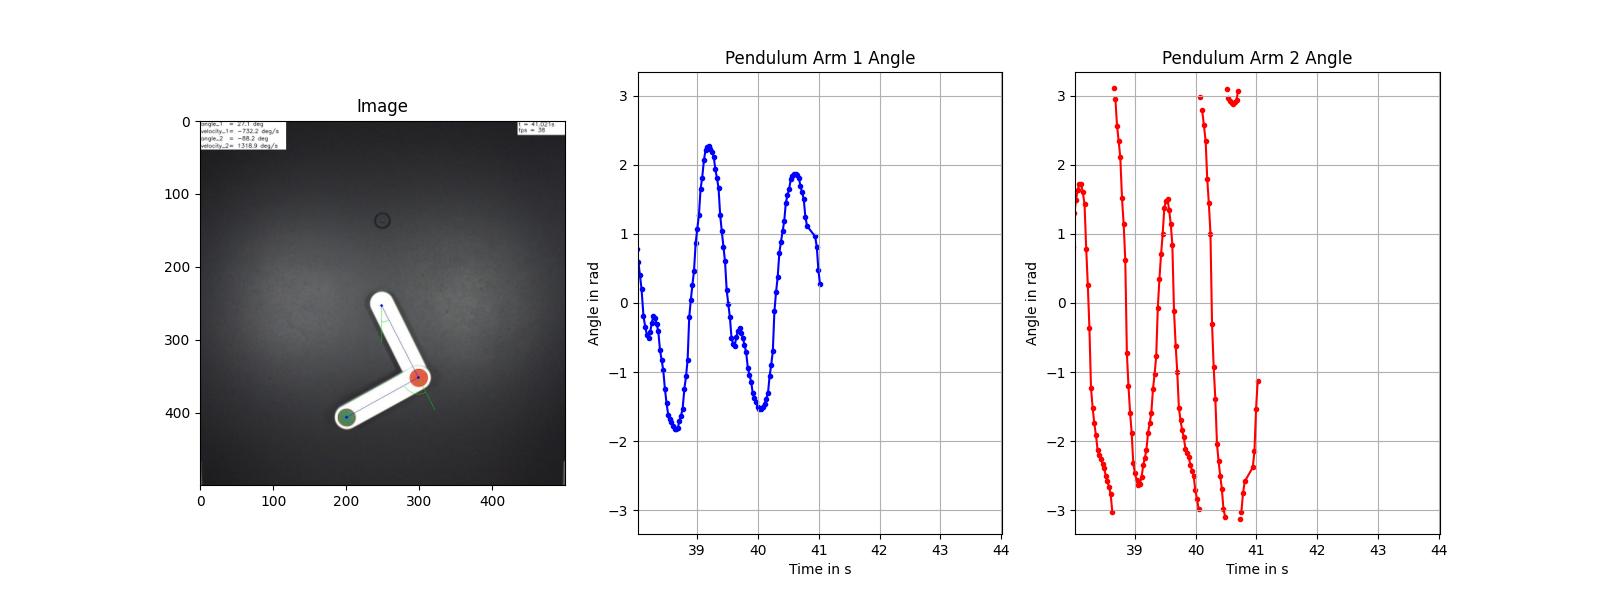 Image
angle_1 = 27.1 deg
velocity_1= -732.2 deg/s
angle_2 = -88.2 deg
velocity_2= 1318.9 deg/s
t = 41.021s
fps = 38
0
100
200
300
400
0 100 200 300 400
Pendulum Arm 1 Angle
Angle in rad
3
2
1
0
−1
−2
−3
39 40 41 42 43 44
Time in s
Pendulum Arm 2 Angle
Angle in rad
3
2
1
0
−1
−2
−3
39 40 41 42 43 44
Time in s